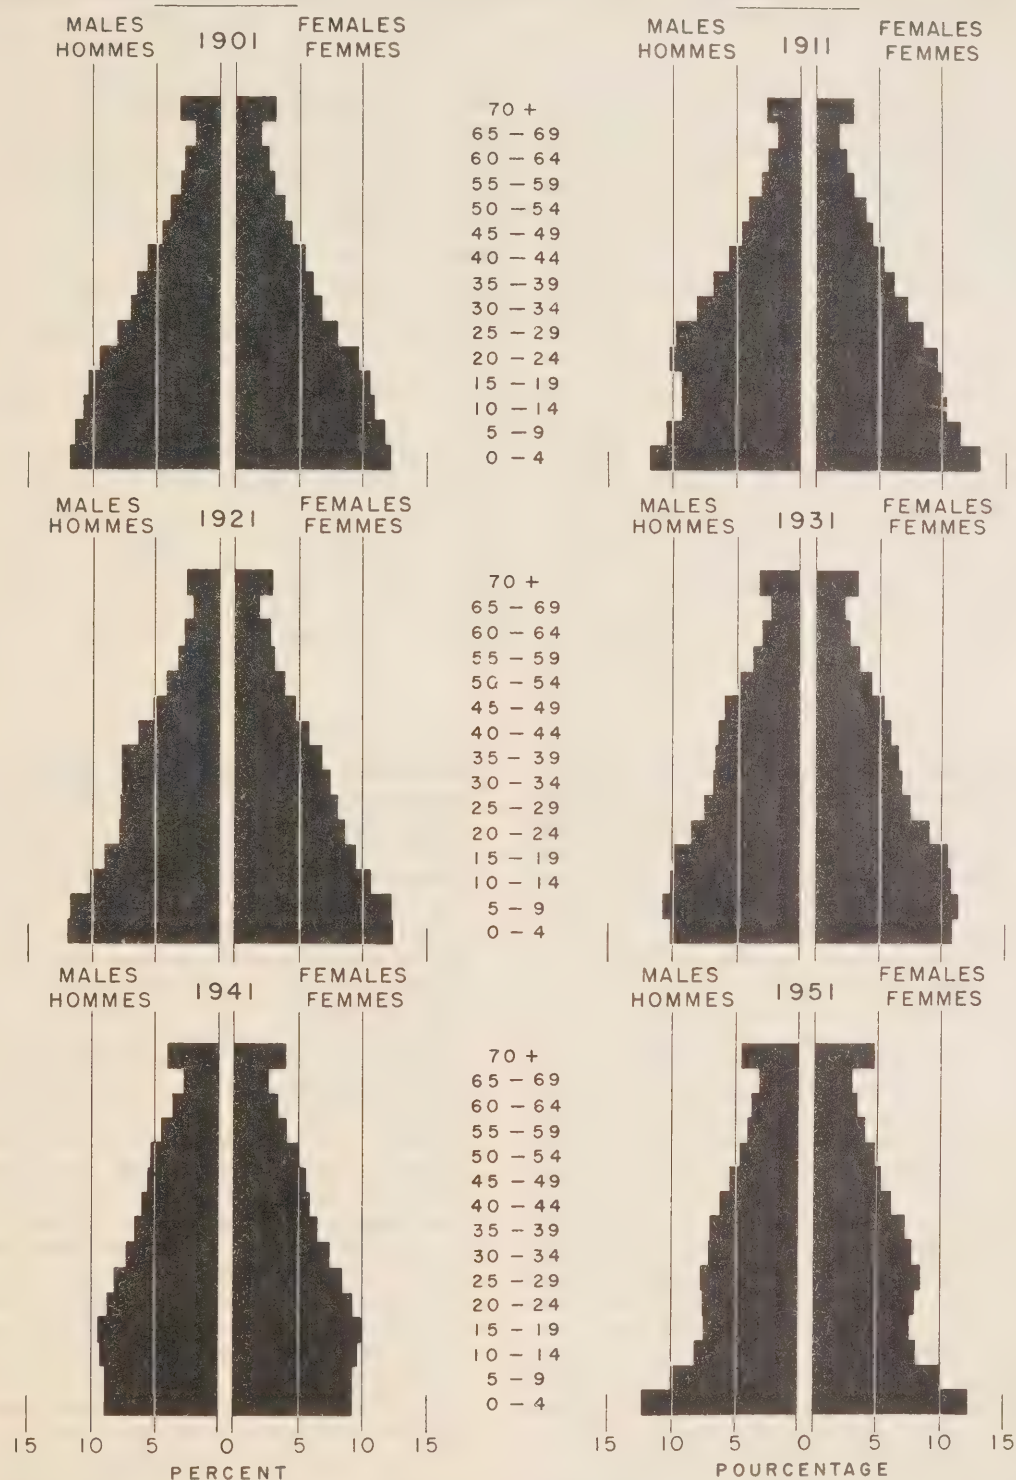 MALES HOMMES 1901 FEMALES FEMMES
MALES HOMMES 1911 FEMALES FEMMES
70 +
65 – 69
60 – 64
55 – 59
50 – 54
45 – 49
40 – 44
35 – 39
30 – 34
25 – 29
20 – 24
15 – 19
10 – 14
5 – 9
0 – 4
MALES HOMMES 1921 FEMALES FEMMES
MALES HOMMES 1931 FEMALES FEMMES
70 +
65 – 69
60 – 64
55 – 59
50 – 54
45 – 49
40 – 44
35 – 39
30 – 34
25 – 29
20 – 24
15 – 19
10 – 14
5 – 9
0 – 4
MALES HOMMES 1941 FEMALES FEMMES
MALES HOMMES 1951 FEMALES FEMMES
70 +
65 – 69
60 – 64
55 – 59
50 – 54
45 – 49
40 – 44
35 – 39
30 – 34
25 – 29
20 – 24
15 – 19
10 – 14
5 – 9
0 – 4
15 10 5 0 5 10 15
15 10 5 0 5 10 15
PERCENT
POURCENTAGE